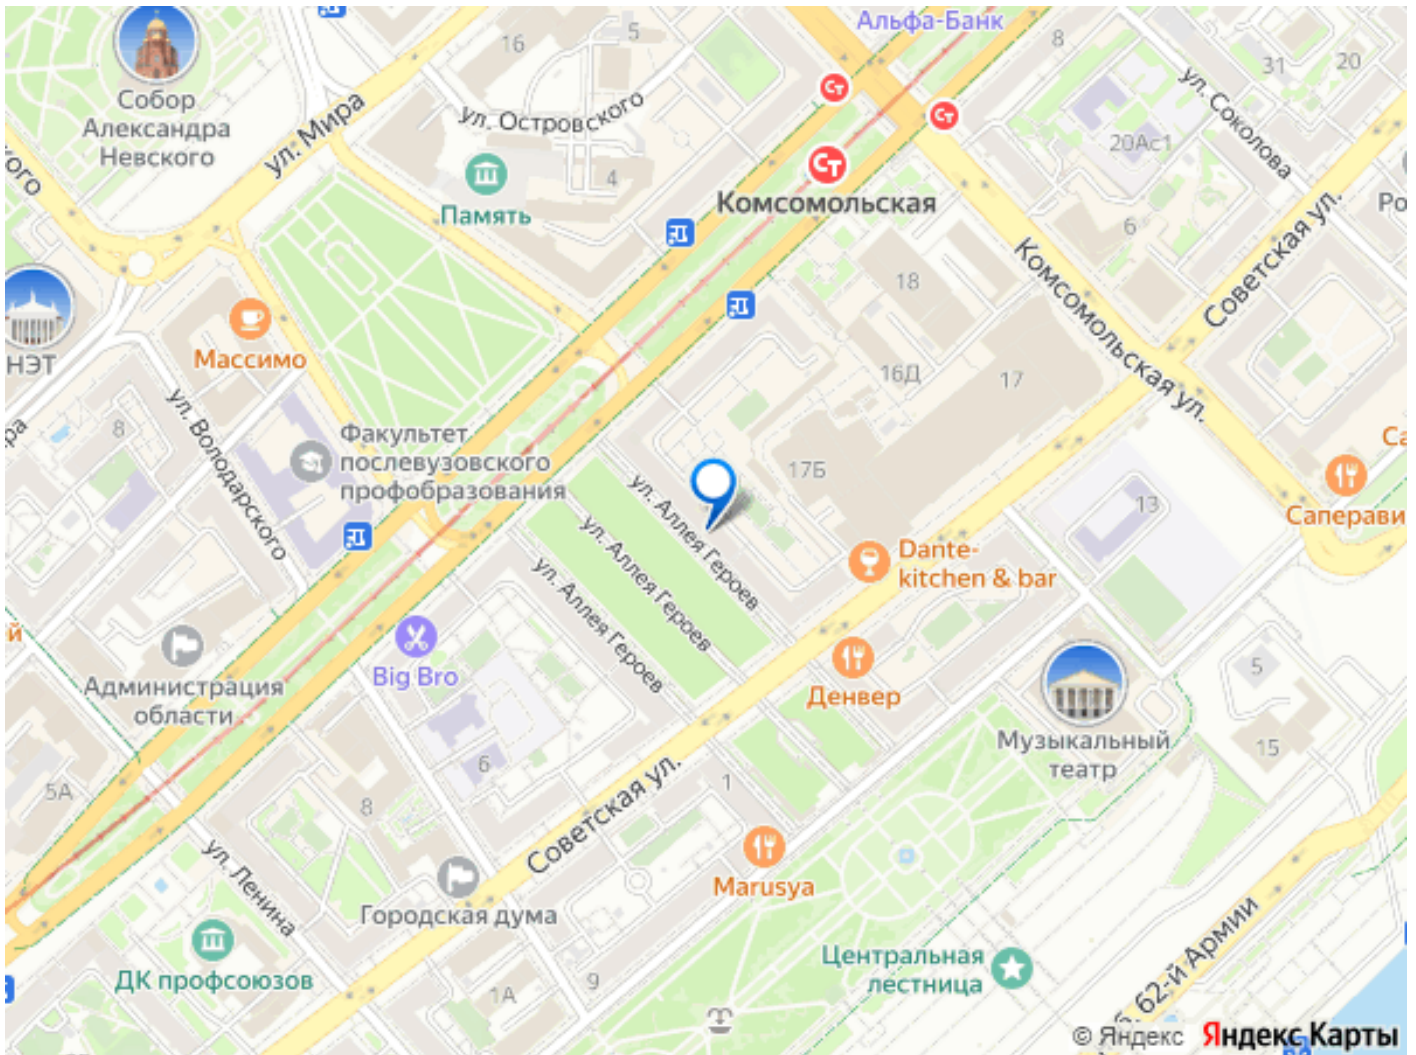 Альфа-Банк
16
5
8
31
20
Собор
Александра
Невского
ул. Мира
ул. Островского
ул. Соколова
20Ас1
Память
4
Комсомольская
6
Советская ул.
18
Комсомольская ул.
НЭТ
Массимо
16Д
17
8
ул. Володарского
Факультет
послевузовского
профобразования
17Б
13
Саперави
ул. Аллея Героев
ул. Аллея Героев
ул. Аллея Героев
Dante-
kitchen & bar
Big Bro
Денвер
5
Администрация
области
Музыкальный
театр
15
5А
6
8
1
Советская ул.
Marusya
ул. Ленина
Городская дума
ДК профсоюзов
9
1А
Центральная
лестница
62-й Армии
© Яндекс Яндекс Карты